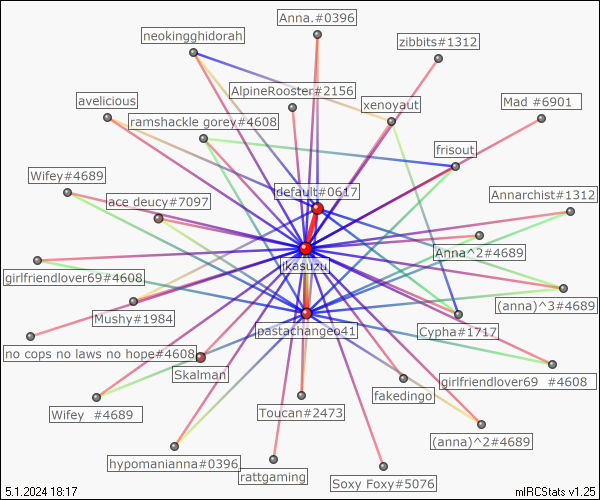 Anna.#0396
neokingghidorah
zibbits#1312
AlpineRooster#2156
avelicious
xenoyaut
Mad #6901
ramshackle gorey#4608
frisout
Wifey#4689
default#0617
Annarchist#1312
ace deucy#7097
Anna^2#4689
jkasuzu
girlfriendlover69#4608
(anna)^3#4689
Mushy#1984
pastachangeo41
Cypha#1717
no cops no laws no hope#4608
Skalman
girlfriendlover69 #4608
fakedingo
Wifey #4689
Toucan#2473
(anna)^2#4689
hypomanianna#0396
rattgaming
Soxy Foxy#5076
5.1.2024 18:17
mIRCStats v1.25